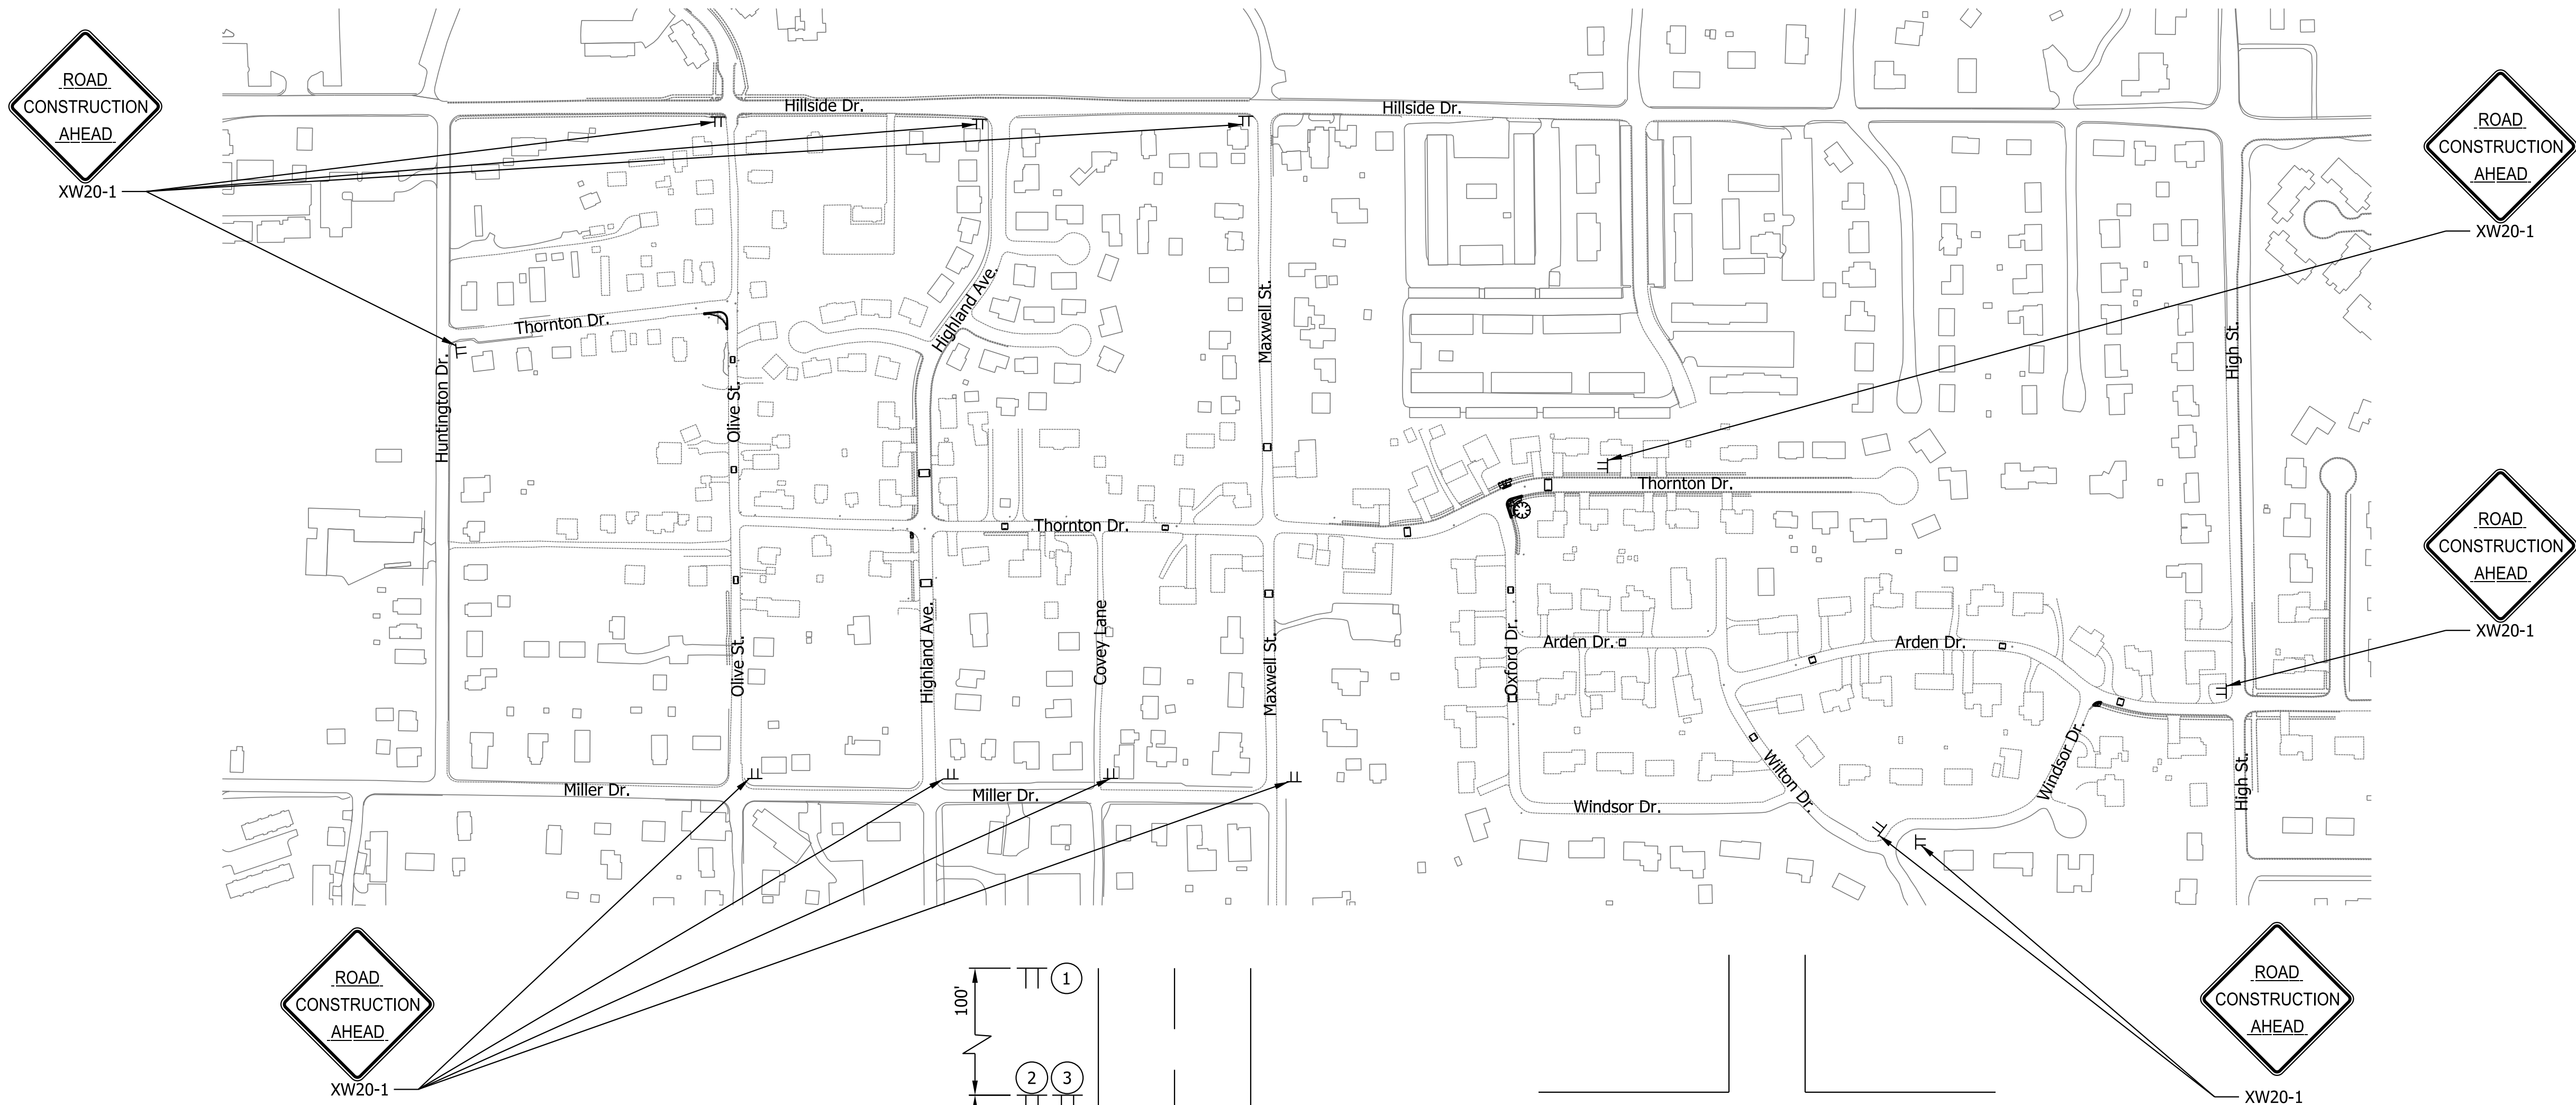 ROAD
CONSTRUCTION
AHEAD
XW20-1
Hillside Dr.
Hillside Dr.
ROAD
CONSTRUCTION
AHEAD
XW20-1
Thornton Dr.
Huntington Dr.
Olive St.
Highland Ave.
Maxwell St.
High St.
Thornton Dr.
Thornton Dr.
ROAD
CONSTRUCTION
AHEAD
XW20-1
Olive St.
Highland Ave.
Covey Lane
Maxwell St.
Oxford Dr.
Arden Dr.
Arden Dr.
Miller Dr.
Miller Dr.
Windsor Dr.
Wilton Dr.
Windsor Dr.
High St.
ROAD
CONSTRUCTION
AHEAD
XW20-1
100'
1
2
3
ROAD
CONSTRUCTION
AHEAD
XW20-1